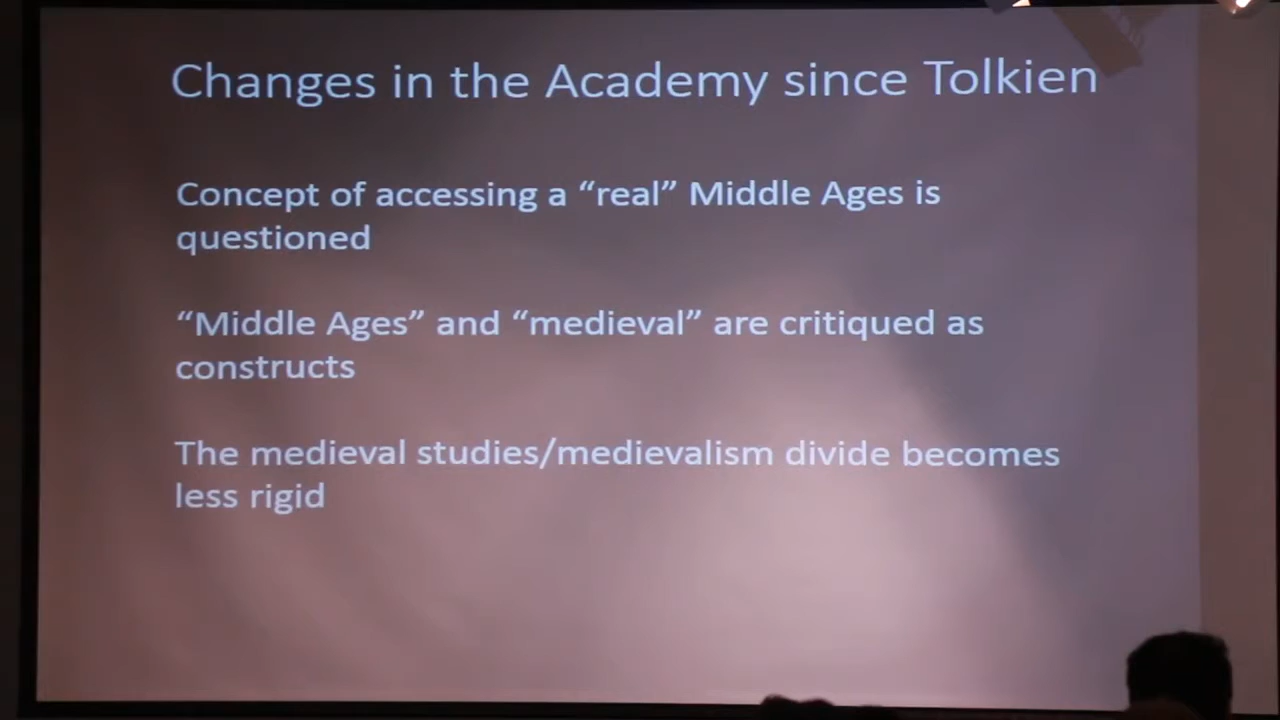 Changes in the Academy since Tolkien
Concept of accessing a “real” Middle Ages is
questioned
“Middle Ages” and “medieval” are critiqued as
constructs
The medieval studies/medievalism divide becomes
less rigid